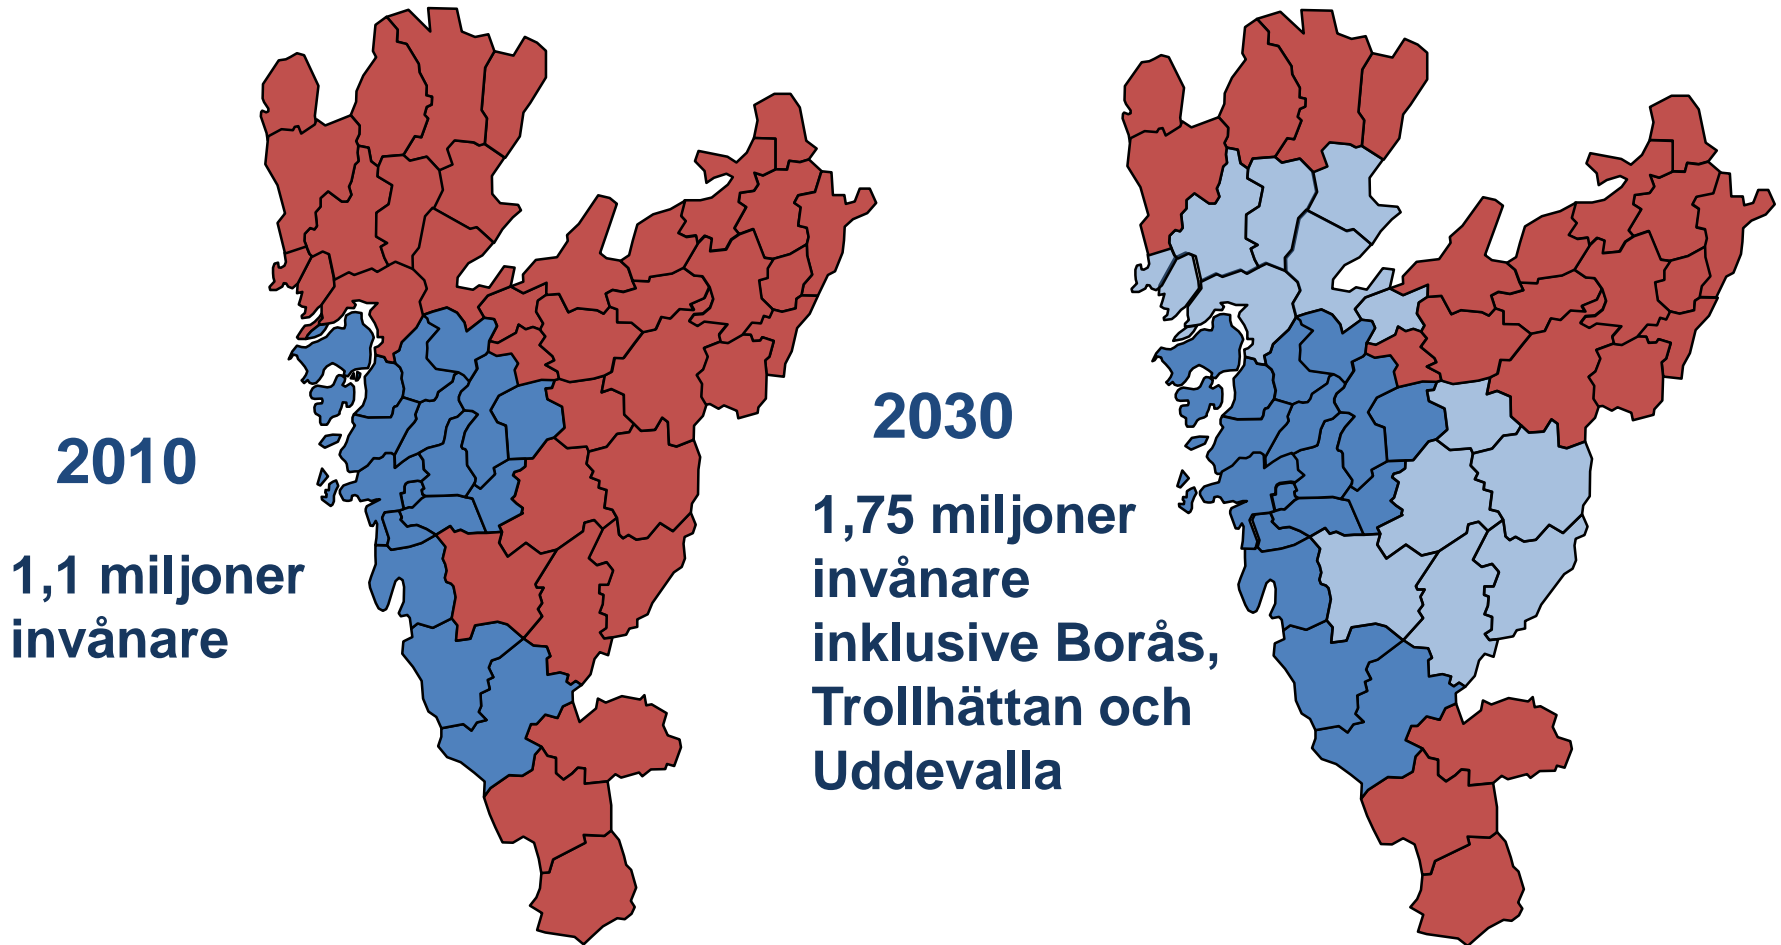 2010
1,1 miljoner
invånare
2030
1,75 miljoner
invånare
inklusive Borås,
Trollhättan och
Uddevalla